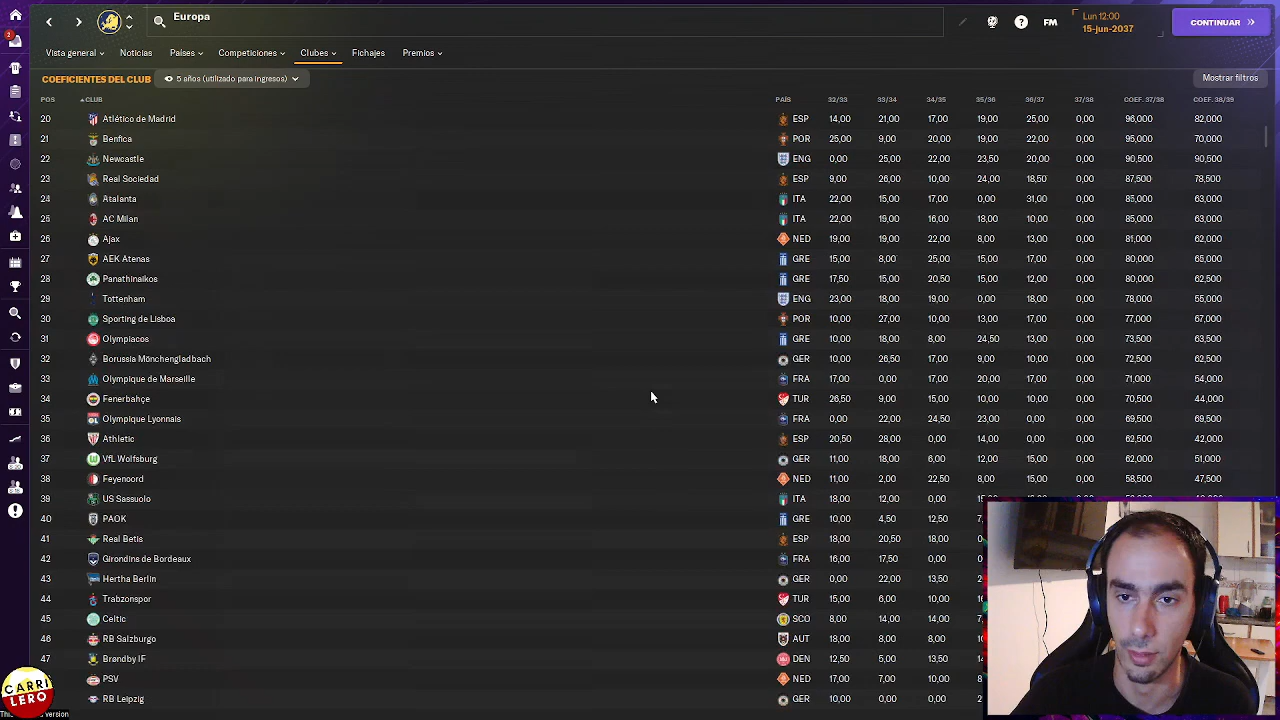 Europa
Lun 12:00
15-jun-2037
FM
CONTINUAR
2
Vista general Noticias Países Competiciones Clubes Fichajes Premios
COEFICIENTES DEL CLUB 5 años (utilizado para ingresos) Mostrar filtros
POS CLUB PAÍS 32/33 33/34 34/35 35/36 36/37 37/38 COEF. 37/38 COEF. 38/39
20 Atlético de Madrid ESP 14,00 21,00 17,00 19,00 25,00 0,00 96,000 82,000
21 Benfica POR 25,00 9,00 20,00 19,00 22,00 0,00 95,000 70,000
22 Newcastle ENG 0,00 25,00 22,00 23,50 20,00 0,00 90,500 90,500
23 Real Sociedad ESP 9,00 26,00 10,00 24,00 18,50 0,00 87,500 78,500
24 Atalanta ITA 22,00 15,00 17,00 0,00 31,00 0,00 85,000 63,000
25 AC Milan ITA 22,00 19,00 16,00 18,00 10,00 0,00 85,000 63,000
26 Ajax NED 19,00 19,00 22,00 8,00 13,00 0,00 81,000 62,000
27 AEK Atenas GRE 15,00 8,00 25,00 15,00 17,00 0,00 80,000 65,000
28 Panathinaikos GRE 17,50 15,00 20,50 15,00 12,00 0,00 80,000 62,500
29 Tottenham ENG 23,00 18,00 19,00 0,00 18,00 0,00 78,000 55,000
30 Sporting de Lisboa POR 10,00 27,00 10,00 13,00 17,00 0,00 77,000 67,000
31 Olympiacos GRE 10,00 18,00 8,00 24,50 13,00 0,00 73,500 63,500
32 Borussia Mönchengladbach GER 10,00 26,50 17,00 9,00 10,00 0,00 72,500 62,500
33 Olympique de Marseille FRA 17,00 0,00 17,00 20,00 17,00 0,00 71,000 54,000
34 Fenerbahçe TUR 26,50 9,00 15,00 10,00 10,00 0,00 70,500 44,000
35 Olympique Lyonnais FRA 0,00 22,00 24,50 23,00 0,00 0,00 69,500 69,500
36 Athletic ESP 20,50 28,00 0,00 14,00 0,00 0,00 62,500 42,000
37 VfL Wolfsburg GER 11,00 18,00 6,00 12,00 15,00 0,00 62,000 51,000
38 Feyenoord NED 11,00 2,00 22,50 8,00 15,00 0,00 58,500 47,500
39 US Sassuolo ITA 18,00 12,00 0,00
40 PAOK GRE 10,00 4,50 12,50
41 Real Betis ESP 18,00 20,50 18,00
42 Girondins de Bordeaux FRA 16,00 17,50 0,00
43 Hertha Berlin GER 0,00 22,00 13,50
44 Trabzonspor TUR 15,00 6,00 10,00
45 Celtic SCO 8,00 14,00 14,00
46 RB Salzburgo AUT 18,00 8,00 8,00
47 Brøndby IF DEN 12,50 5,00 13,50
PSV NED 17,00 7,00 10,00
RB Leipzig GER 10,00 0,00 0,00
CARRI
LERO
version